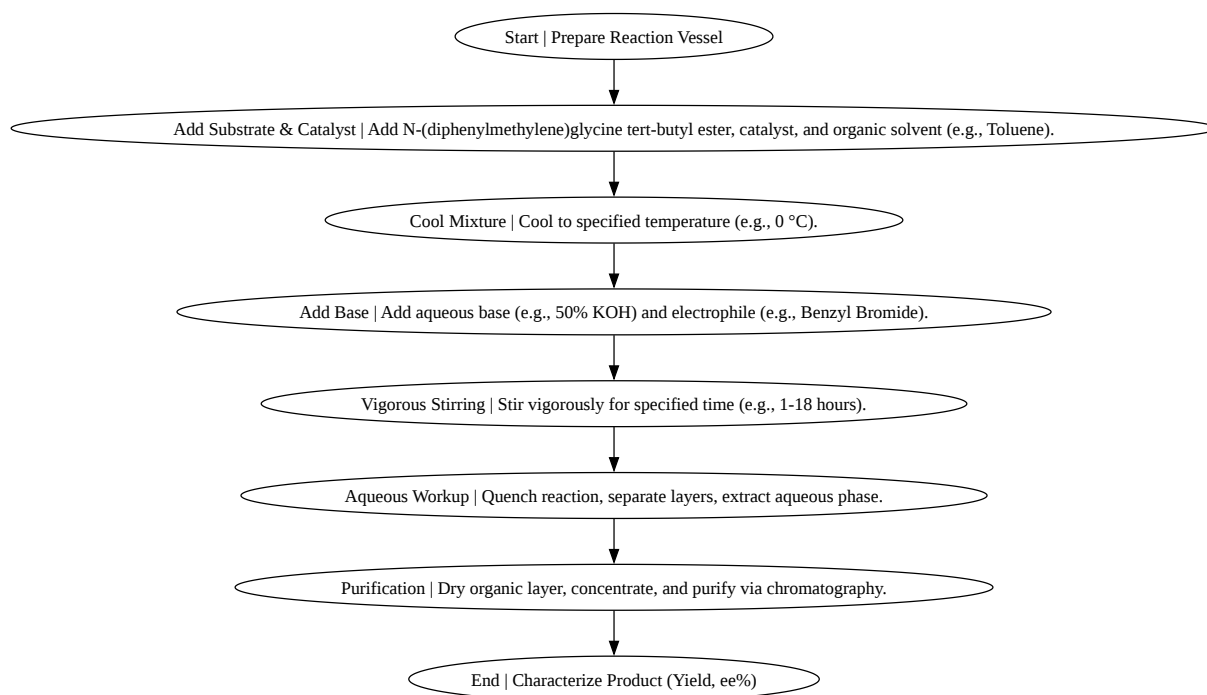 Start | Prepare Reaction Vessel
Add Substrate & Catalyst | Add N-(diphenylmethylene)glycine tert-butyl ester, catalyst, and organic solvent (e.g., Toluene).
Cool Mixture | Cool to specified temperature (e.g., 0 °C).
Add Base | Add aqueous base (e.g., 50% KOH) and electrophile (e.g., Benzyl Bromide).
Vigorous Stirring | Stir vigorously for specified time (e.g., 1-18 hours).
Aqueous Workup | Quench reaction, separate layers, extract aqueous phase.
Purification | Dry organic layer, concentrate, and purify via chromatography.
End | Characterize Product (Yield, ee%)